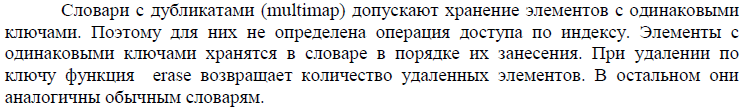 Словари с дубликатами (multimap) допускают хранение элементов с одинаковыми
ключами. Поэтому для них не определена операция доступа по индексу. Элементы с
одинаковыми ключами хранятся в словаре в порядке их занесения. При удалении по
ключу функция erase возвращает количество удаленных элементов. В остальном они
аналогичны обычным словарям.